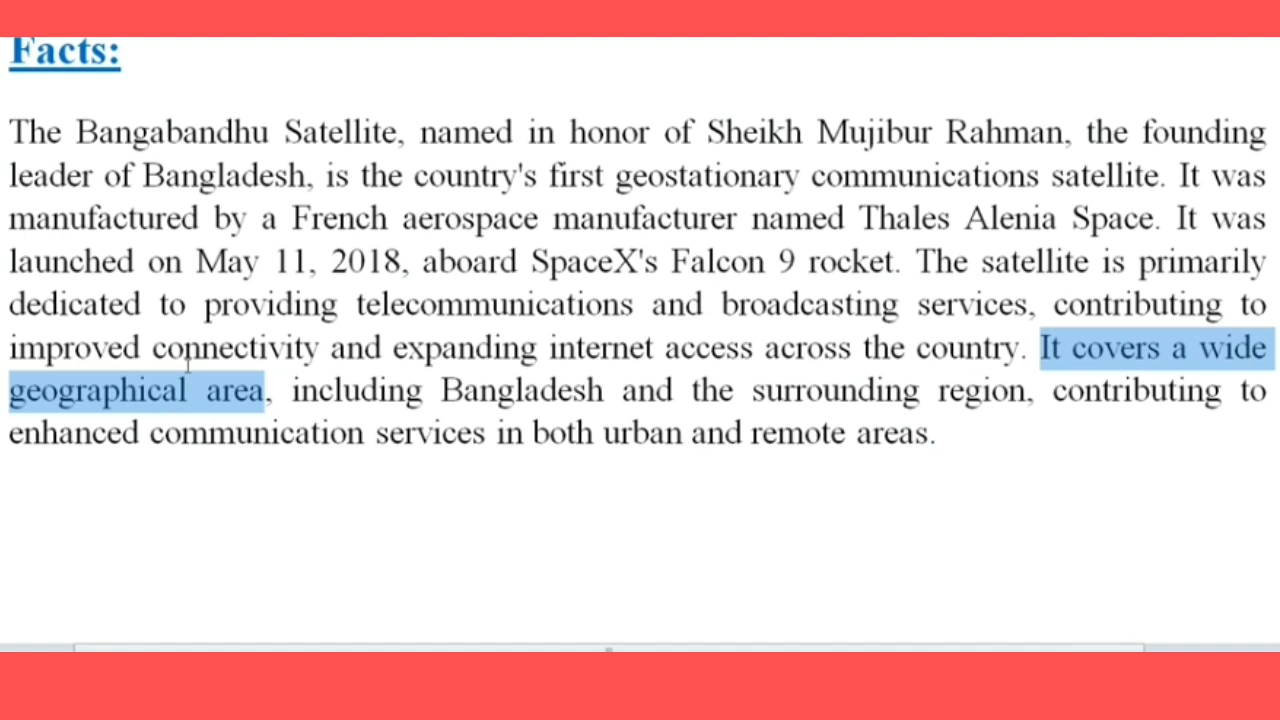 Facts:
The Bangabandhu Satellite, named in honor of Sheikh Mujibur Rahman, the founding
leader of Bangladesh, is the country's first geostationary communications satellite. It was
manufactured by a French aerospace manufacturer named Thales Alenia Space. It was
launched on May 11, 2018, aboard SpaceX's Falcon 9 rocket. The satellite is primarily
dedicated to providing telecommunications and broadcasting services, contributing to
improved connectivity and expanding internet access across the country. It covers a wide
geographical area, including Bangladesh and the surrounding region, contributing to
enhanced communication services in both urban and remote areas.